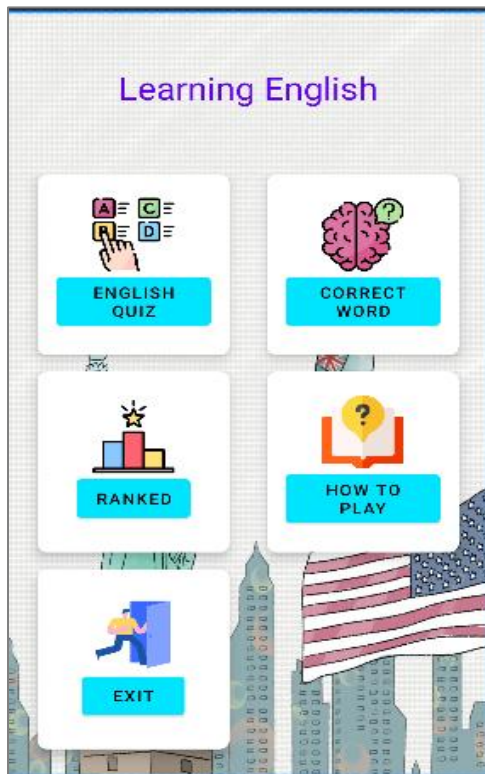 Learning English
A C
B D
ENGLISH
QUIZ
?
CORRECT
WORD
RANKED
?
HOW TO
PLAY
EXIT